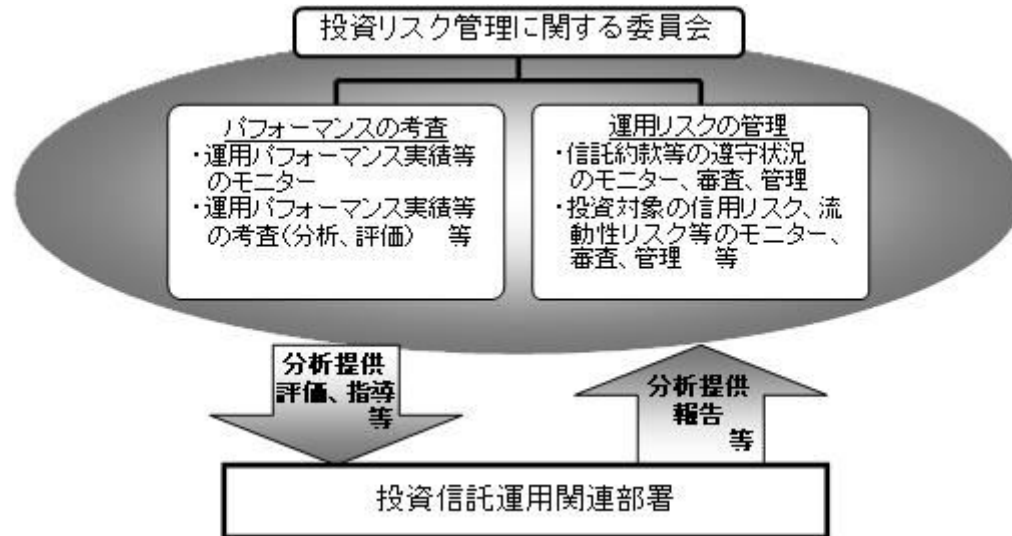 投資リスク管理に関する委員会
パフォーマンスの考査
・運用パフォーマンス実績等
のモニター
・運用パフォーマンス実績等
の考査(分析、評価) 等
運用リスクの管理
・信託約款等の遵守状況
のモニター、審査、管理
・投資対象の信用リスク、流
動性リスク等のモニター、
審査、管理 等
分析提供
評価、指導
等
分析提供
報告
等
投資信託運用関連部署